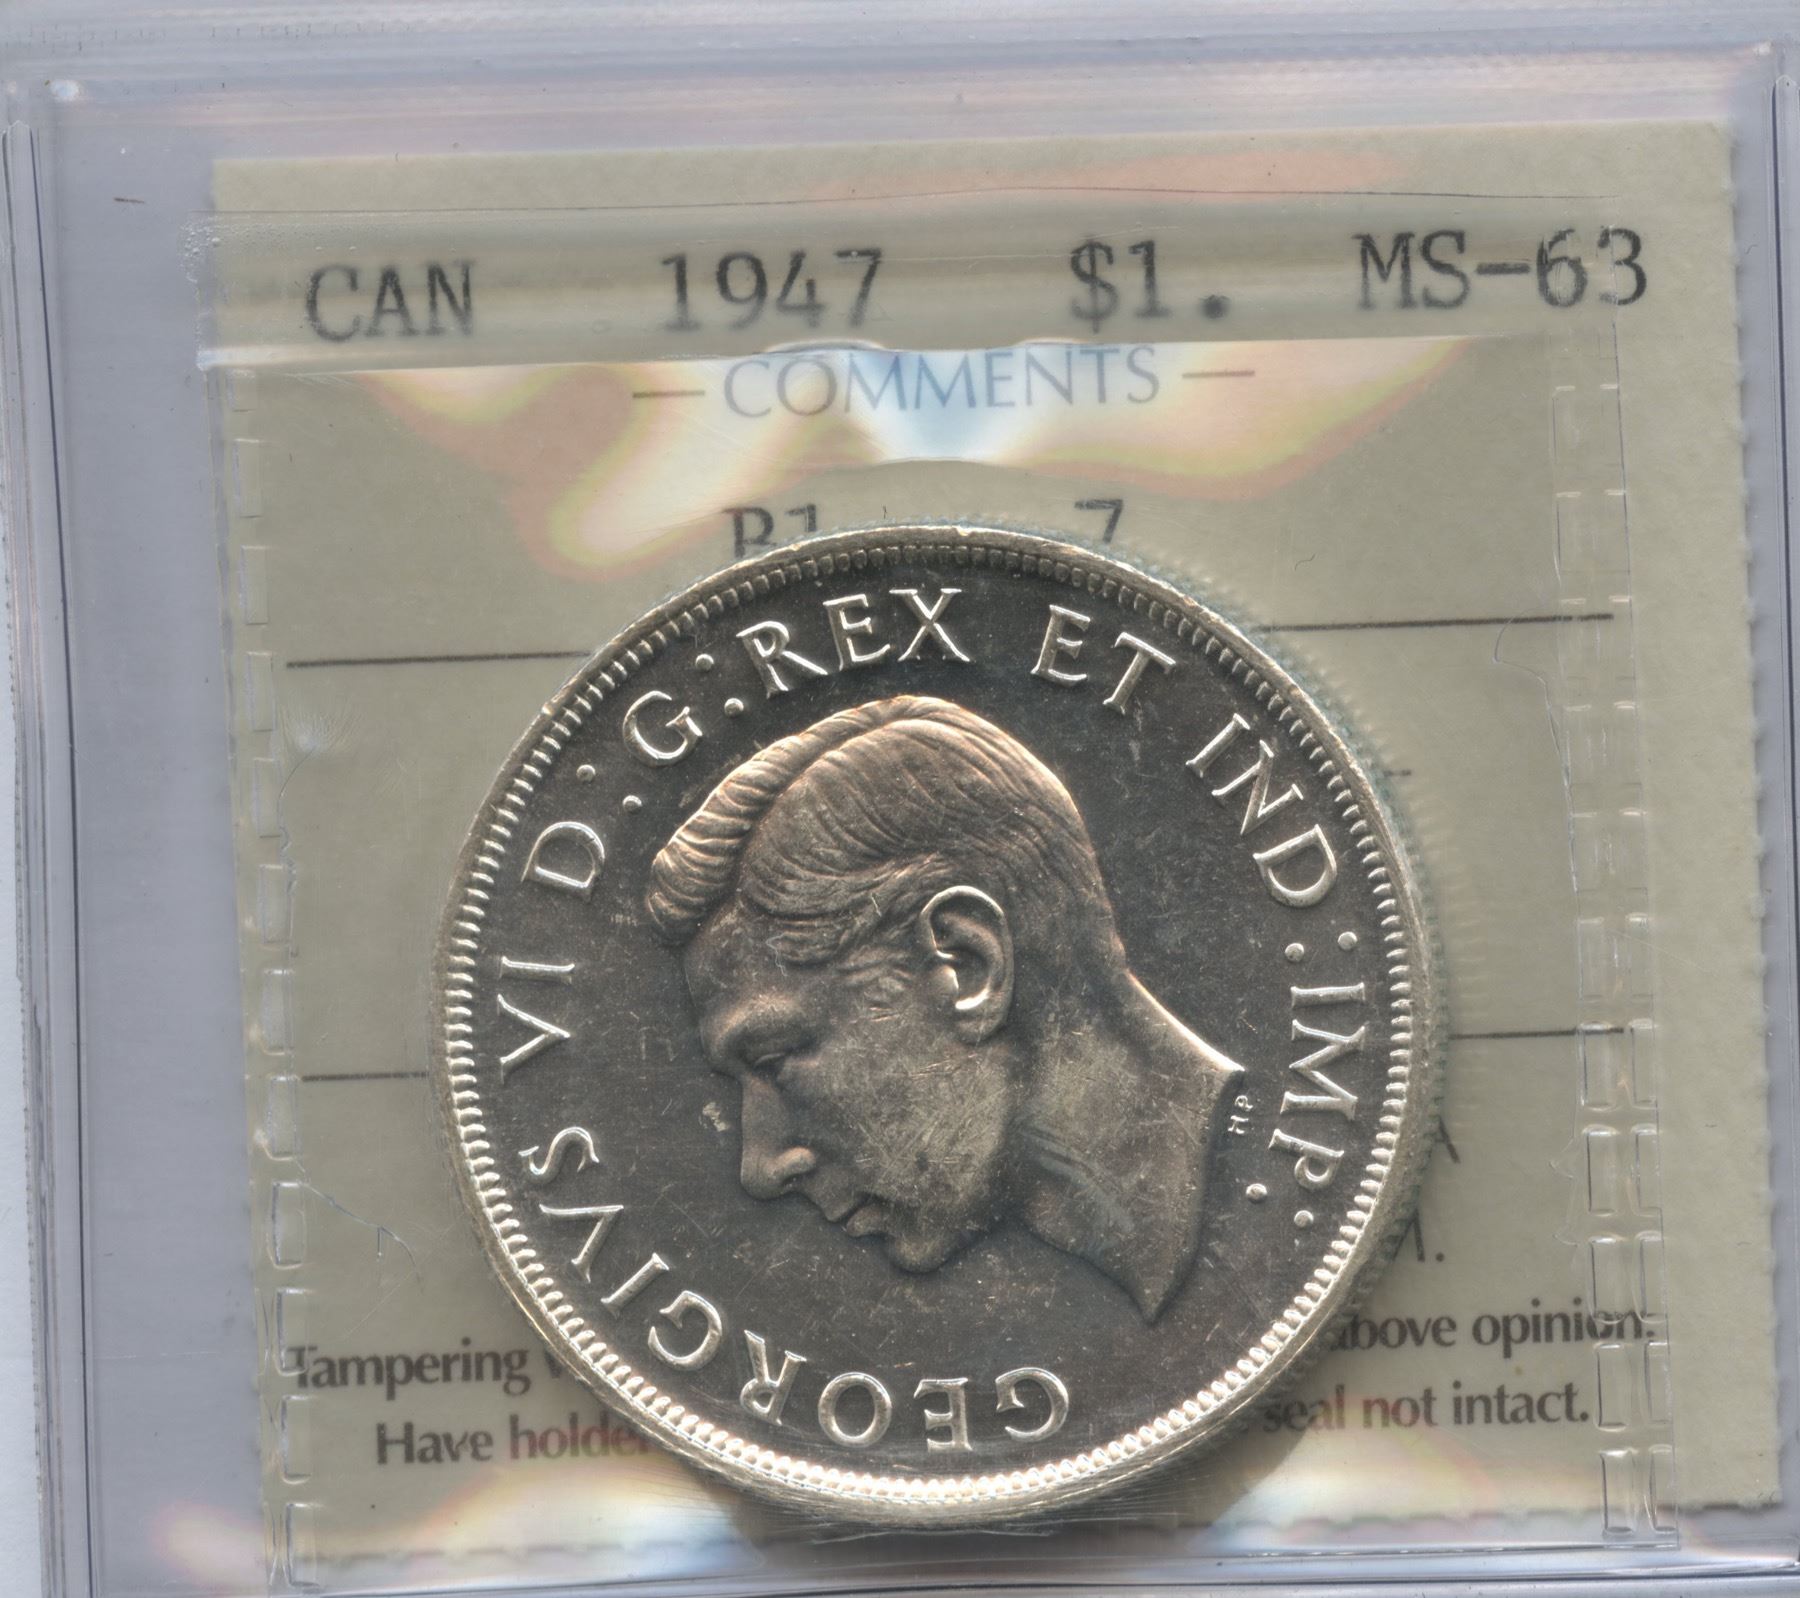 CAN 1947 $1. MS-63
COMMENTS
7
GEORGIVS VI D:G:REX ET IND:IMP:
HP
Tampering above opinion.
Have holder seal not intact.